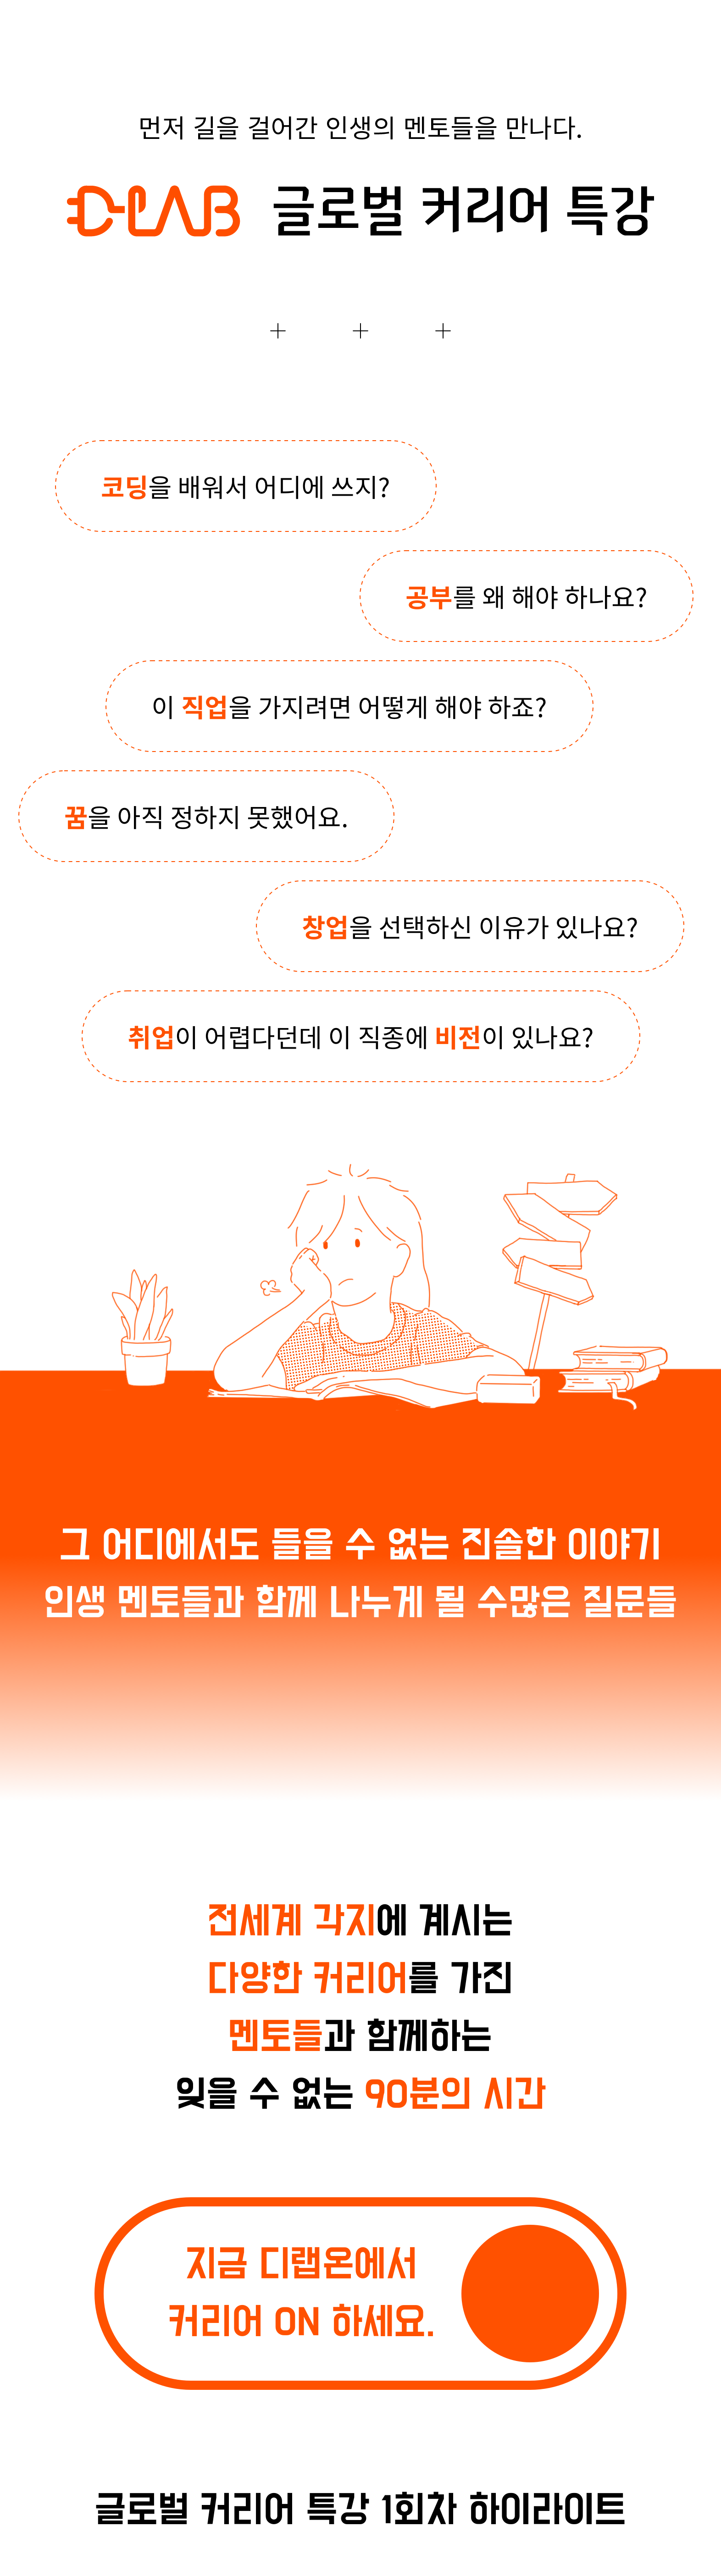 먼저 길을 걸어간 인생의 멘토들을 만나다.
D-LAB 글로벌 커리어 특강
코딩을 배워서 어디에 쓰지?
공부를 왜 해야 하나요?
이 직업을 가지려면 어떻게 해야 하죠?
꿈을 아직 정하지 못했어요.
창업을 선택하신 이유가 있나요?
취업이 어렵다던데 이 직종에 비전이 있나요?
그 어디에서도 들을 수 없는 진솔한 이야기
인생 멘토들과 함께 나누게 될 수많은 질문들
전세계 각지에 계시는
다양한 커리어를 가진
멘토들과 함께하는
잊을 수 없는 90분의 시간
지금 디랩온에서
커리어 ON 하세요.
글로벌 커리어 특강 1회차 하이라이트